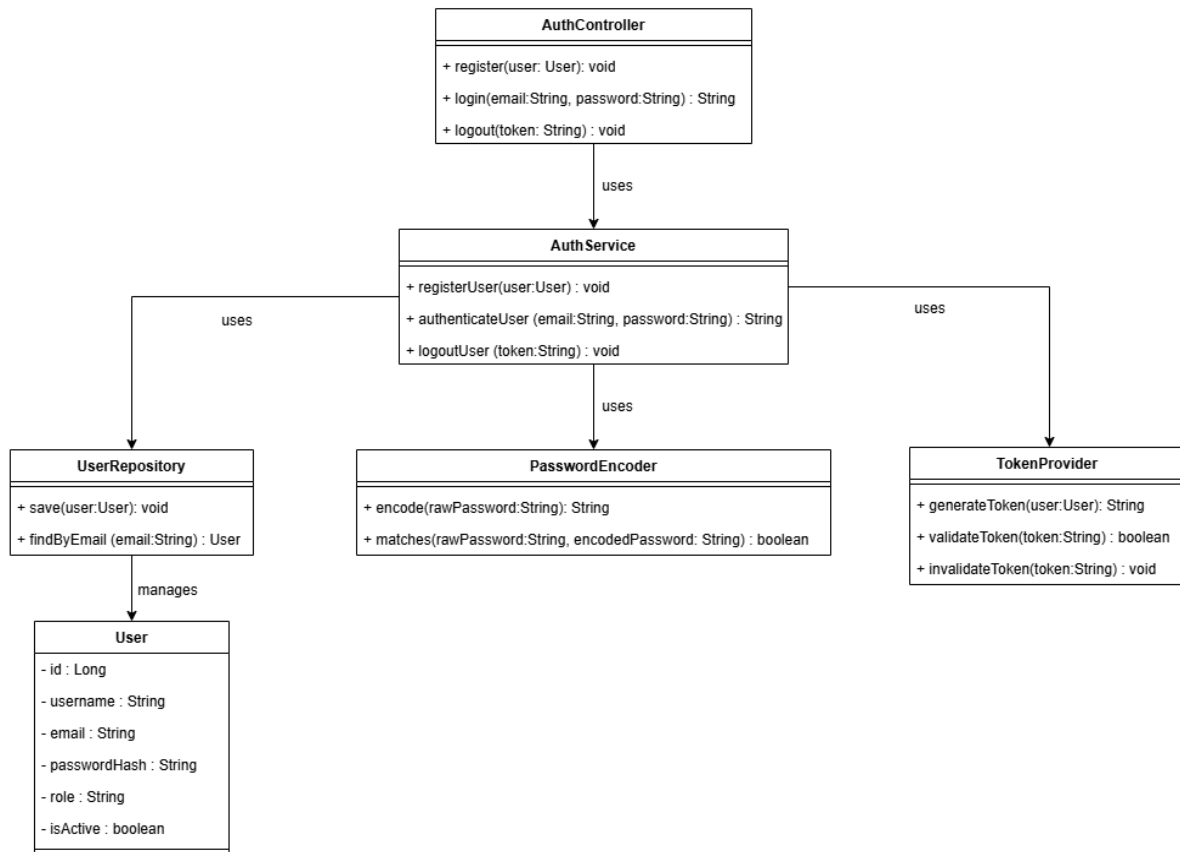 AuthController
+ register(user: User): void
+ login(email:String, password:String) : String
+ logout(token: String) : void
uses
AuthService
+ registerUser(user:User) : void
+ authenticateUser (email:String, password:String) : String
+ logoutUser (token:String) : void
uses
uses
uses
UserRepository
+ save(user:User): void
+ findByEmail (email:String) : User
manages
PasswordEncoder
+ encode(rawPassword:String): String
+ matches(rawPassword:String, encodedPassword: String) : boolean
TokenProvider
+ generateToken(user:User): String
+ validateToken(token:String) : boolean
+ invalidateToken(token:String) : void
User
- id : Long
- username : String
- email : String
- passwordHash : String
- role : String
- isActive : boolean